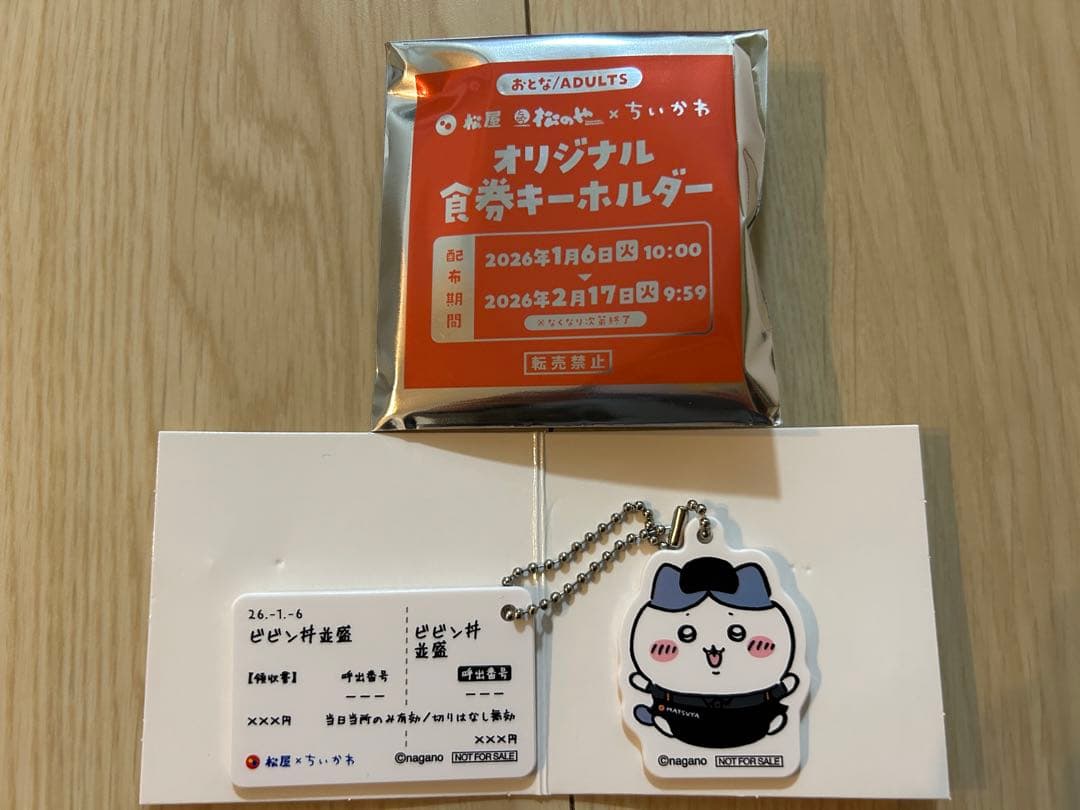 おとな/ADULTS
松屋 松のや × ちいかわ
オリジナル
食券キーホルダー
配布期間
2026年1月6日火 10:00
2026年2月17日火 9:59
※なくなり次第終了
転売禁止
26.-1.-6
ビビン丼並盛
ビビン丼
並盛
【領収書】 呼出番号
呼出番号
--- ---
×××円 当日当所のみ有効/切りはなし無効
×××円
松屋×ちいかわ ©nagano NOT FOR SALE
MATSUYA
©nagano NOT FOR SALE